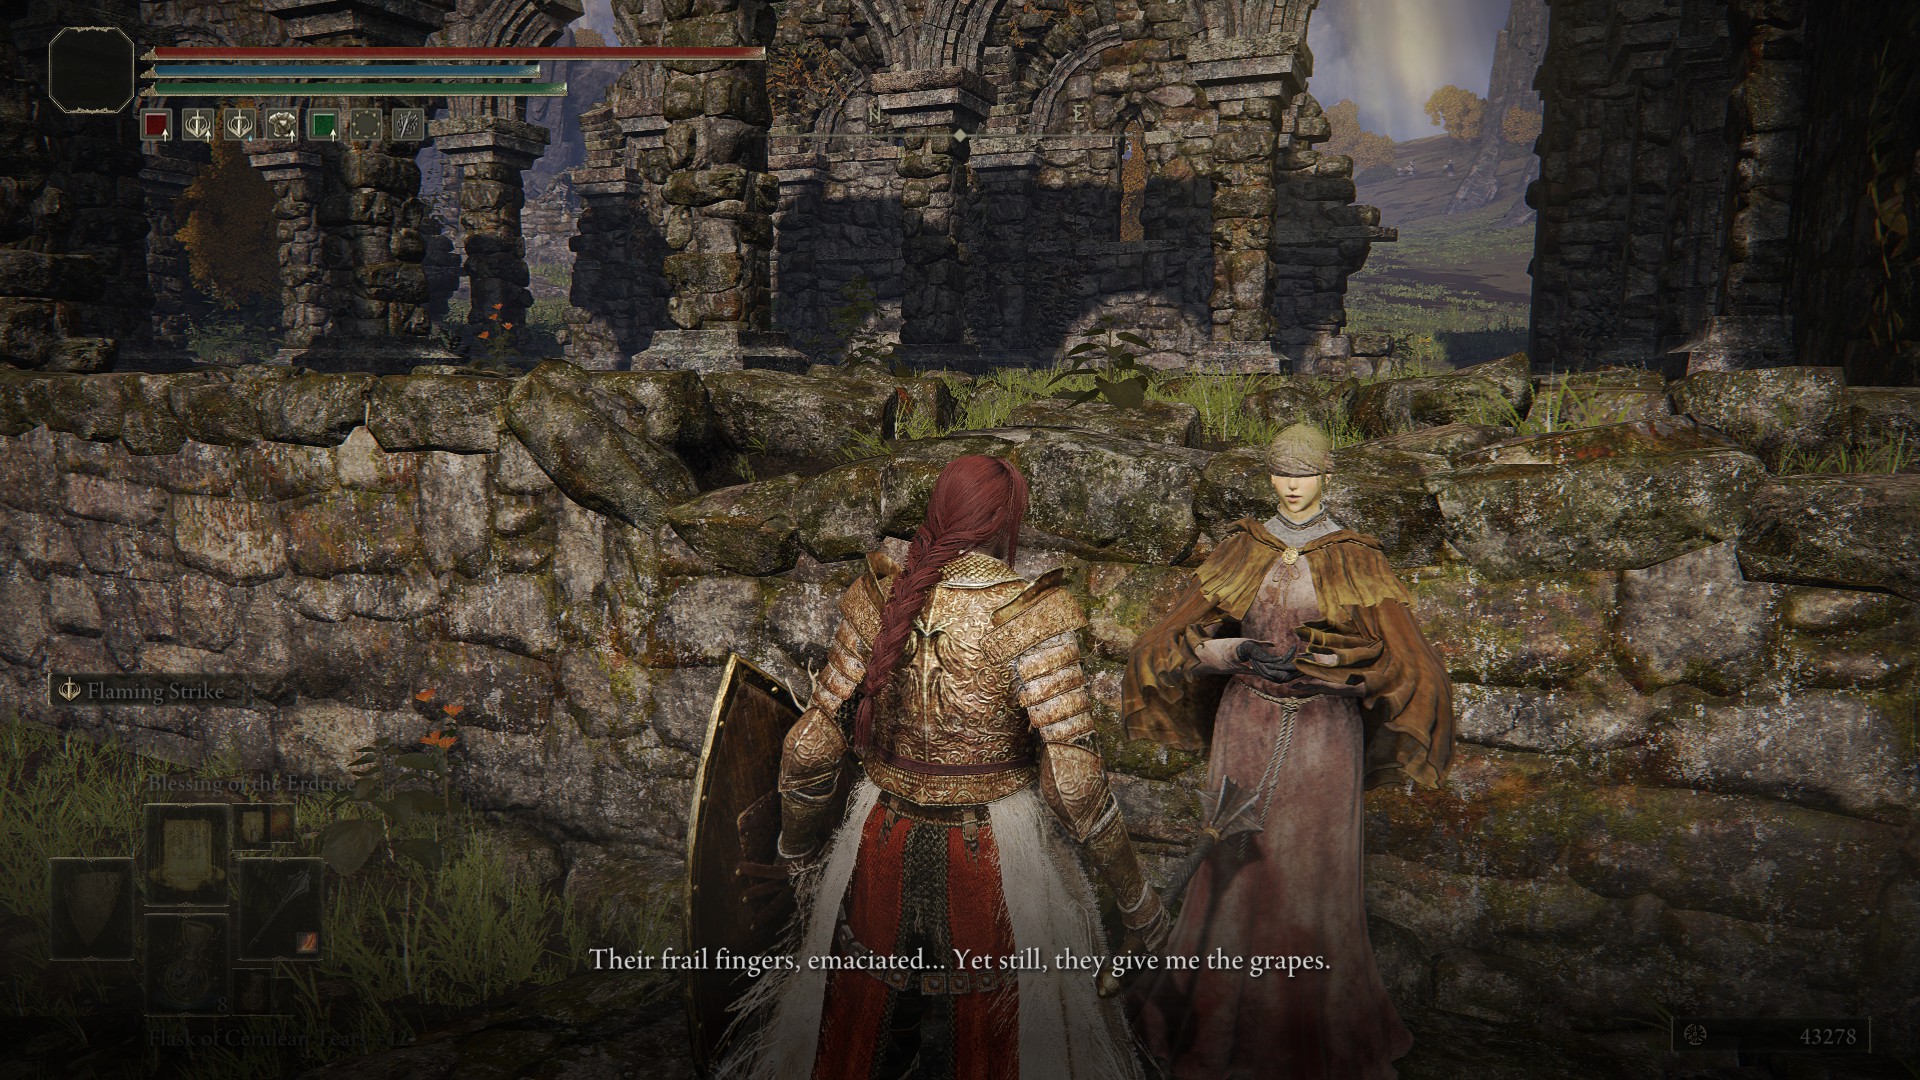 N E
Flaming Strike
Blessing of the Erdtree
8
Their frail fingers, emaciated... Yet still, they give me the grapes.
Flask of Cerulean Tears +12
43278